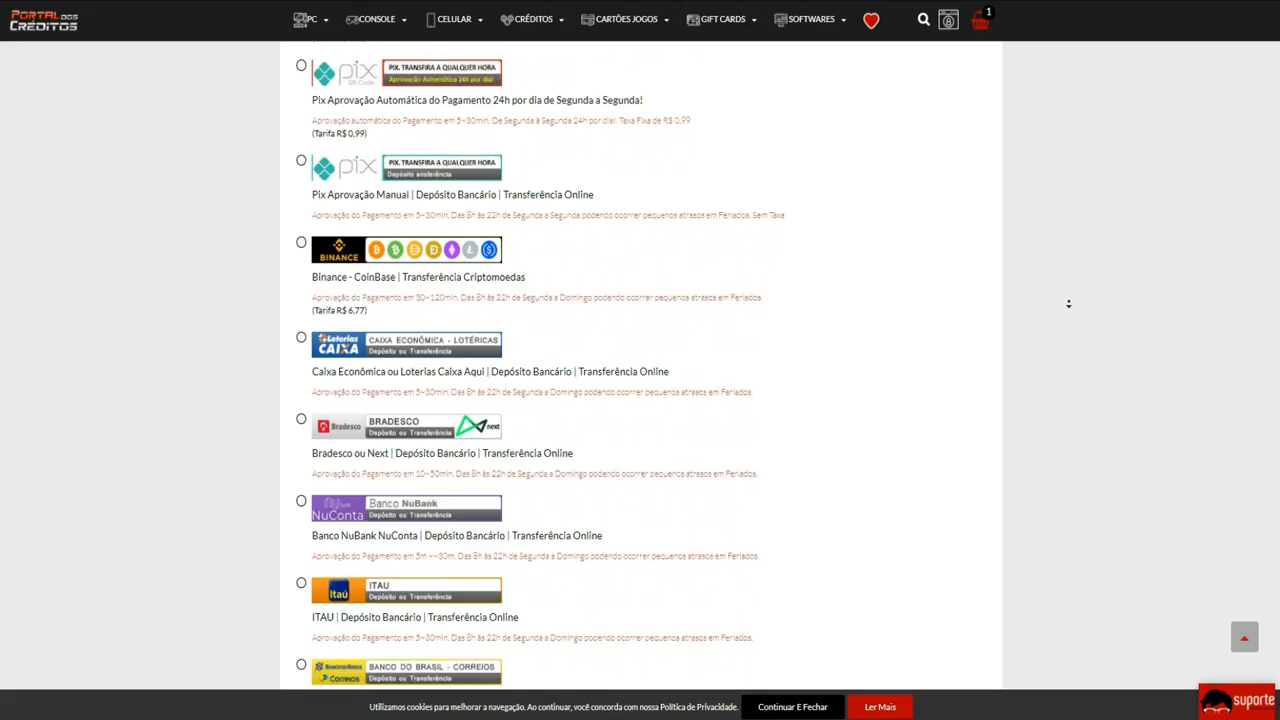 PORTAL DOS CRÉDITOS
PC
CONSOLE
CELULAR
CRÉDITOS
CARTÕES JOGOS
GIFT CARDS
SOFTWARES
1
pix
QR Code
PIX. TRANSFIRA A QUALQUER HORA
Aprovação Automática 24h por dia!
Pix Aprovação Automática do Pagamento 24h por dia de Segunda a Segunda!
Aprovação automática do Pagamento em 5~30min. De Segunda à Segunda 24h por dia!. Taxa Fixa de R$ 0,99
(Tarifa R$ 0,99)
pix
PIX. TRANSFIRA A QUALQUER HORA
Depósito ansferência
Pix Aprovação Manual | Depósito Bancário | Transferência Online
Aprovação do Pagamento em 5~30min. Das 8h às 22h de Segunda a Segunda podendo ocorrer pequenos atrasos em Feriados. Sem Taxa
BINANCE
Binance - CoinBase | Transferência Criptomoedas
Aprovação do Pagamento em 30~120min. Das 8h às 22h de Segunda a Domingo podendo ocorrer pequenos atrasos em Feriados.
(Tarifa R$ 6,77)
Loterias
CAIXA
CAIXA ECONÔMICA - LOTÉRICAS
Depósito ou Transferência
Caixa Econômica ou Loterias Caixa Aqui | Depósito Bancário | Transferência Online
Aprovação do Pagamento em 5~30min. Das 8h às 22h de Segunda a Domingo podendo ocorrer pequenos atrasos em Feriados.
Bradesco
BRADESCO
Depósito ou Transferência
next
Bradesco ou Next | Depósito Bancário | Transferência Online
Aprovação do Pagamento em 10~50min. Das 8h às 22h de Segunda a Domingo podendo ocorrer pequenos atrasos em Feriados.
NuConta
Banco NuBank
Depósito ou Transferência
Banco NuBank NuConta | Depósito Bancário | Transferência Online
Aprovação do Pagamento em 5m ~~30m. Das 8h às 22h de Segunda a Domingo podendo ocorrer pequenos atrasos em Feriados.
Itaú
ITAU
Depósito ou Transferência
ITAU | Depósito Bancário | Transferência Online
Aprovação do Pagamento em 5~30min. Das 8h às 22h de Segunda a Domingo podendo ocorrer pequenos atrasos em Feriados.
Correios
BANCO DO BRASIL - CORREIOS
Depósito ou Transferência
Utilizamos cookies para melhorar a navegação. Ao continuar, você concorda com nossa Política de Privacidade.
Continuar E Fechar
Ler Mais
suporte